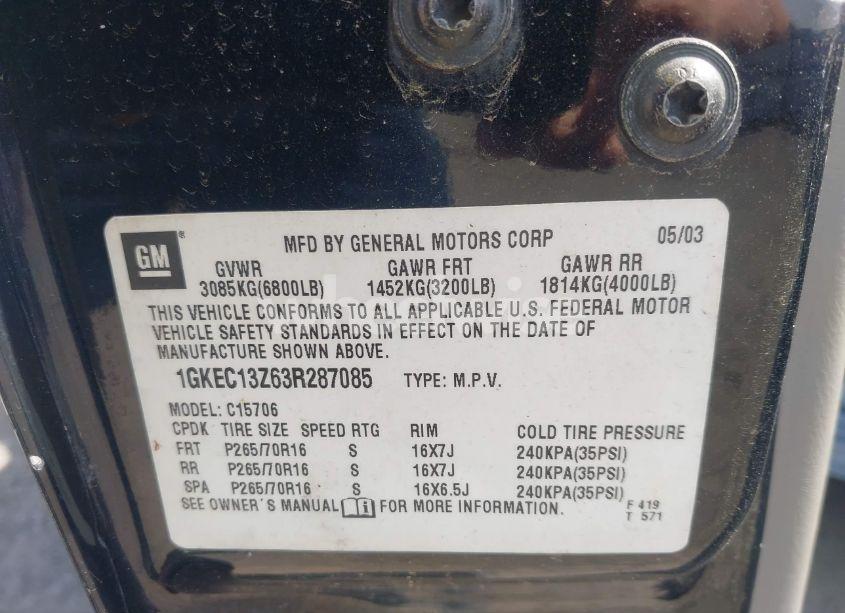 GM®
MFD BY GENERAL MOTORS CORP 05/03
GVWR GAWR FRT GAWR RR
3085KG(6800LB) 1452KG(3200LB) 1814KG(4000LB)
THIS VEHICLE CONFORMS TO ALL APPLICABLE U.S. FEDERAL MOTOR
VEHICLE SAFETY STANDARDS IN EFFECT ON THE DATE OF
MANUFACTURE SHOWN ABOVE.
1GKEC13Z63R287085 TYPE: M.P.V.
MODEL: C15706
CPDK TIRE SIZE SPEED RTG RIM COLD TIRE PRESSURE
FRT P265/70R16 S 16X7J 240KPA(35PSI)
RR P265/70R16 S 16X7J 240KPA(35PSI)
SPA P265/70R16 S 16X6.5J 240KPA(35PSI)
SEE OWNER'S MANUAL FOR MORE INFORMATION.
F 419
T 571